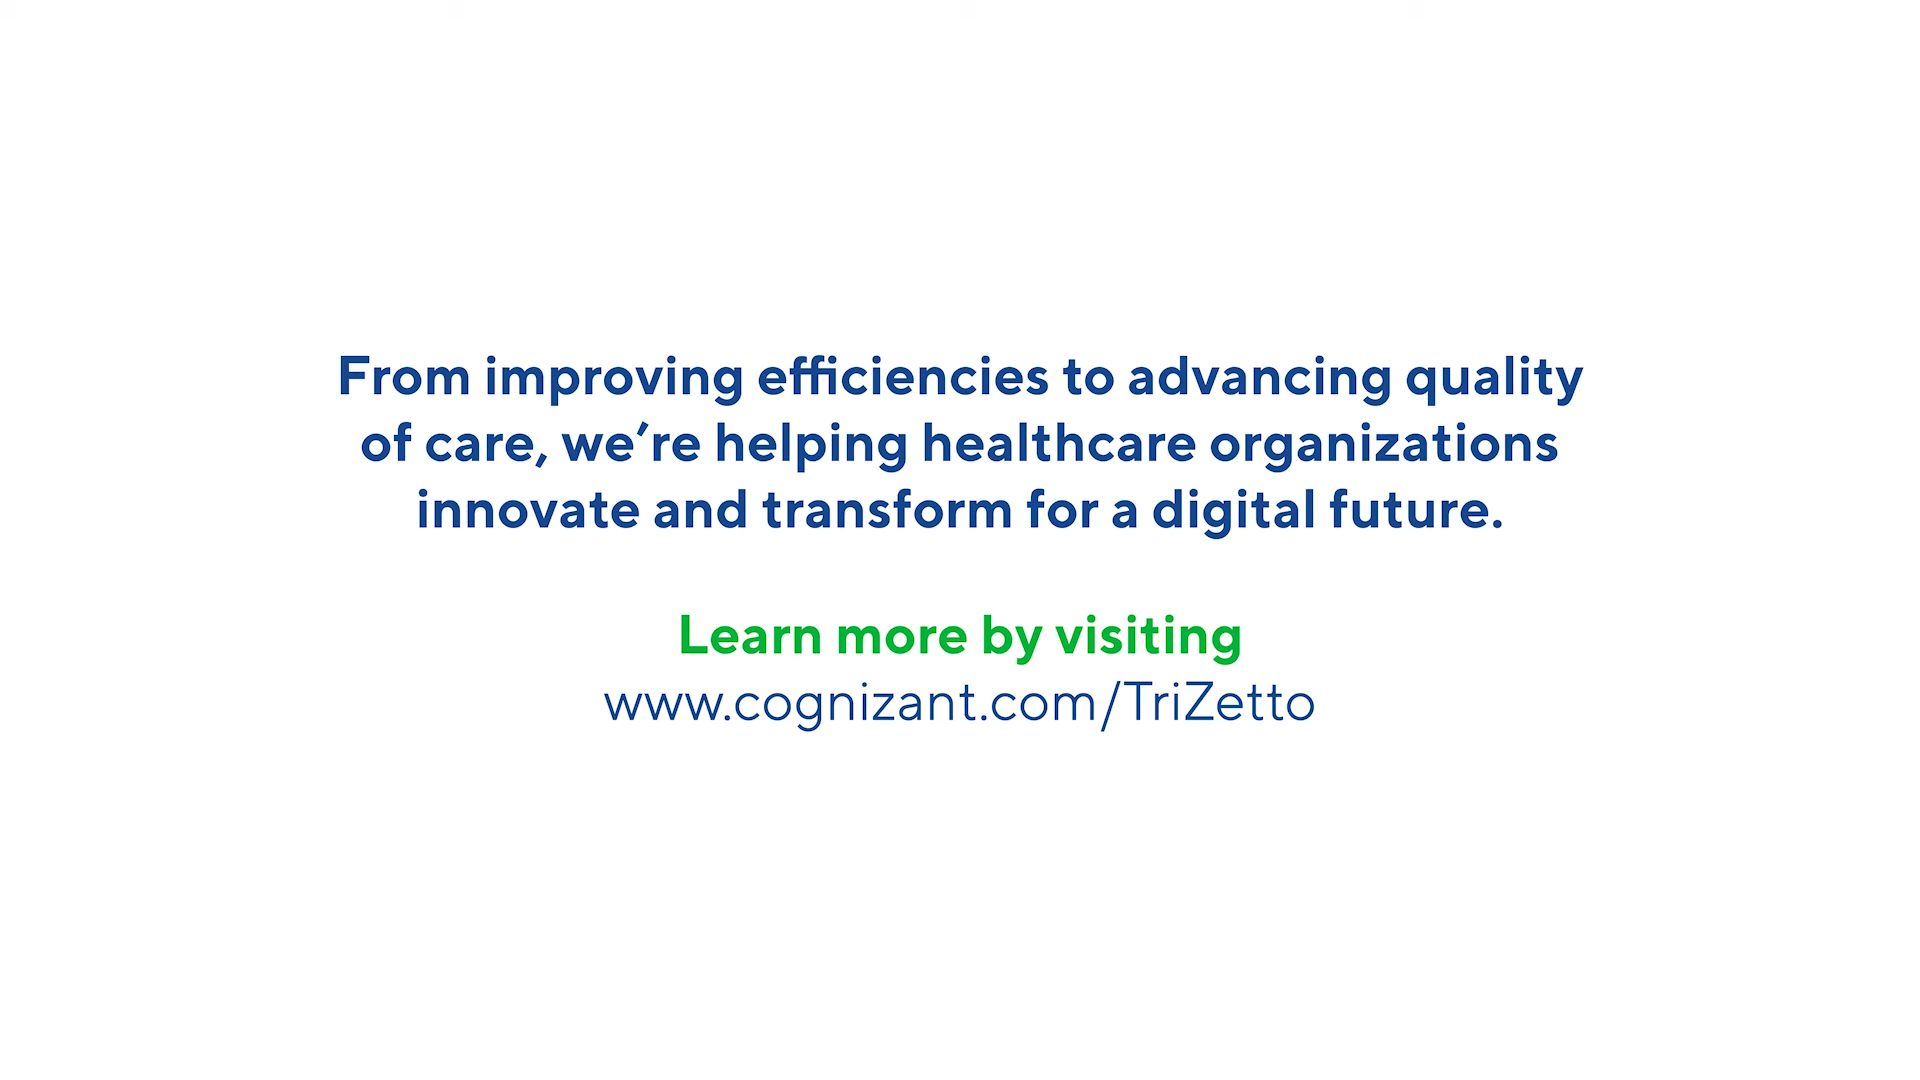 From improving efficiencies to advancing quality
of care, we’re helping healthcare organizations
innovate and transform for a digital future.
Learn more by visiting
www.cognizant.com/TriZetto